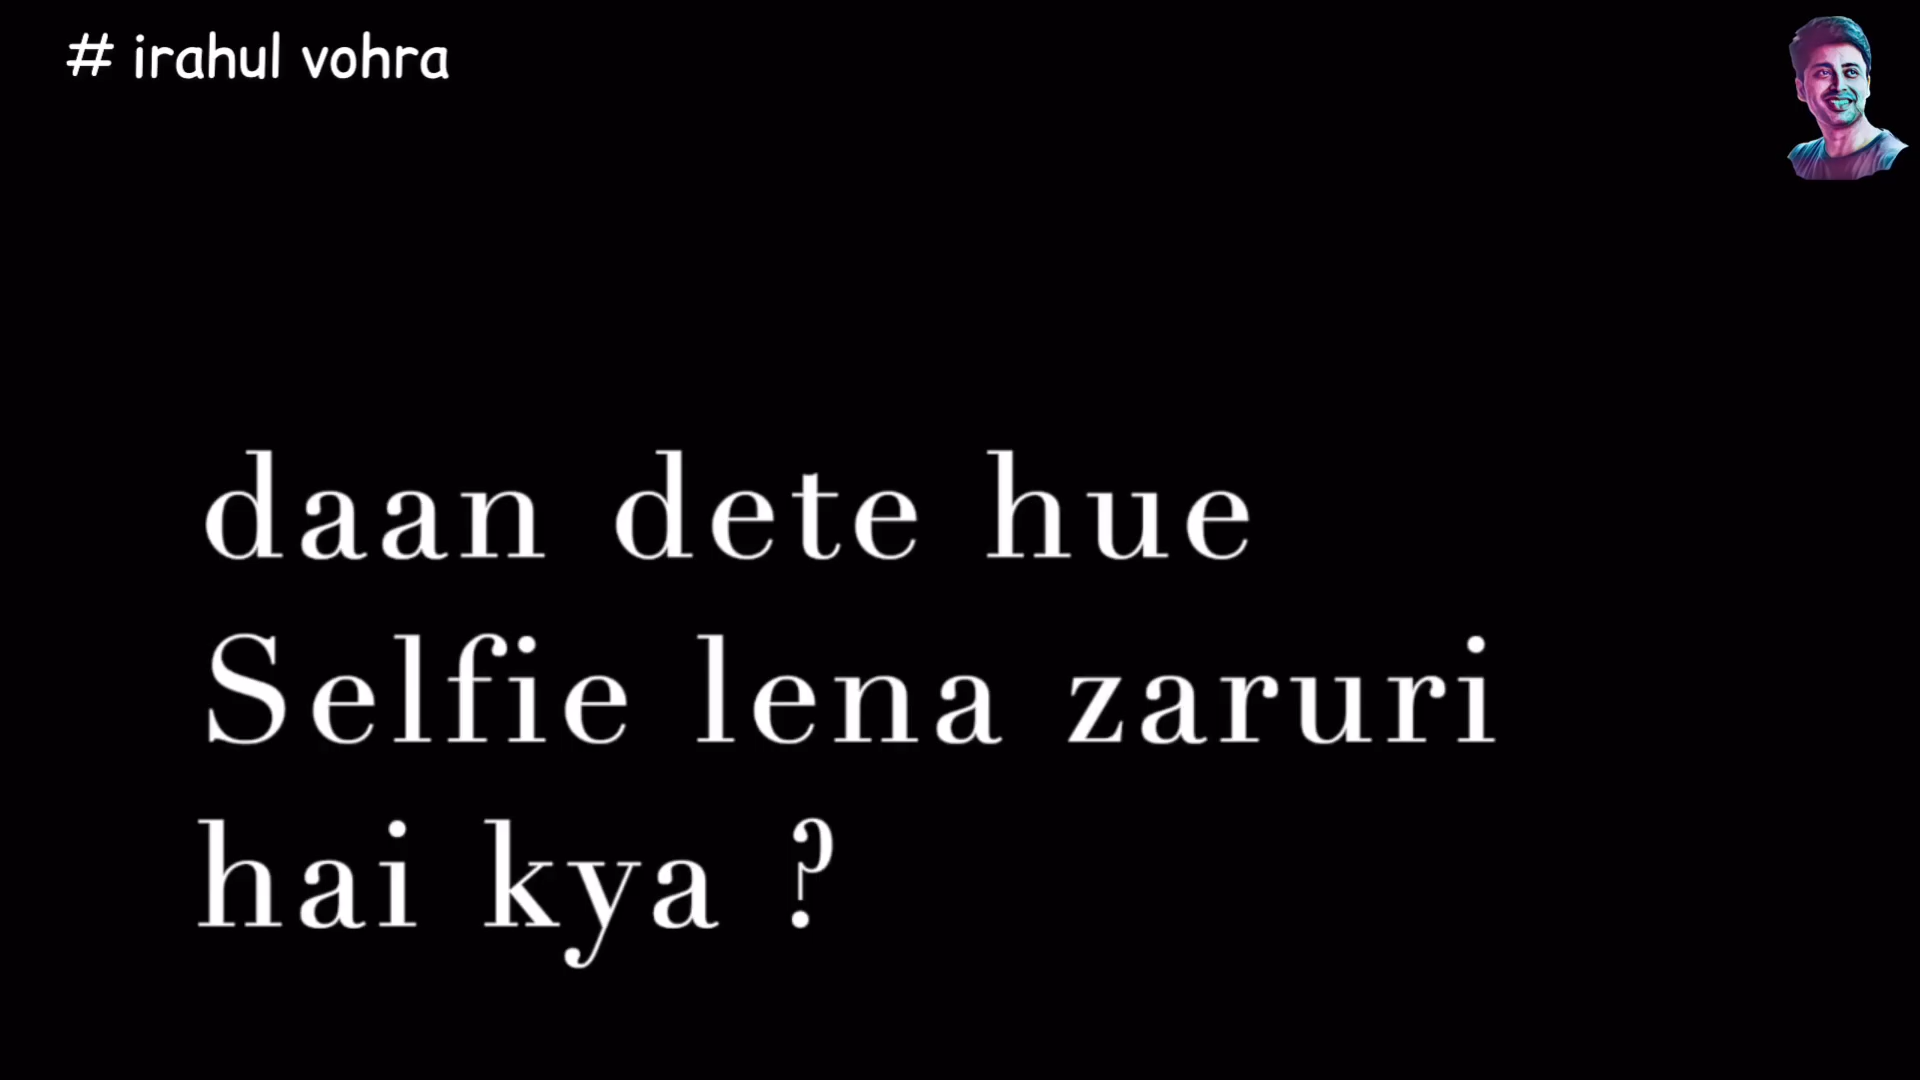 # irahul vohra
daan dete hue
Selfie lena zaruri
hai kya ?